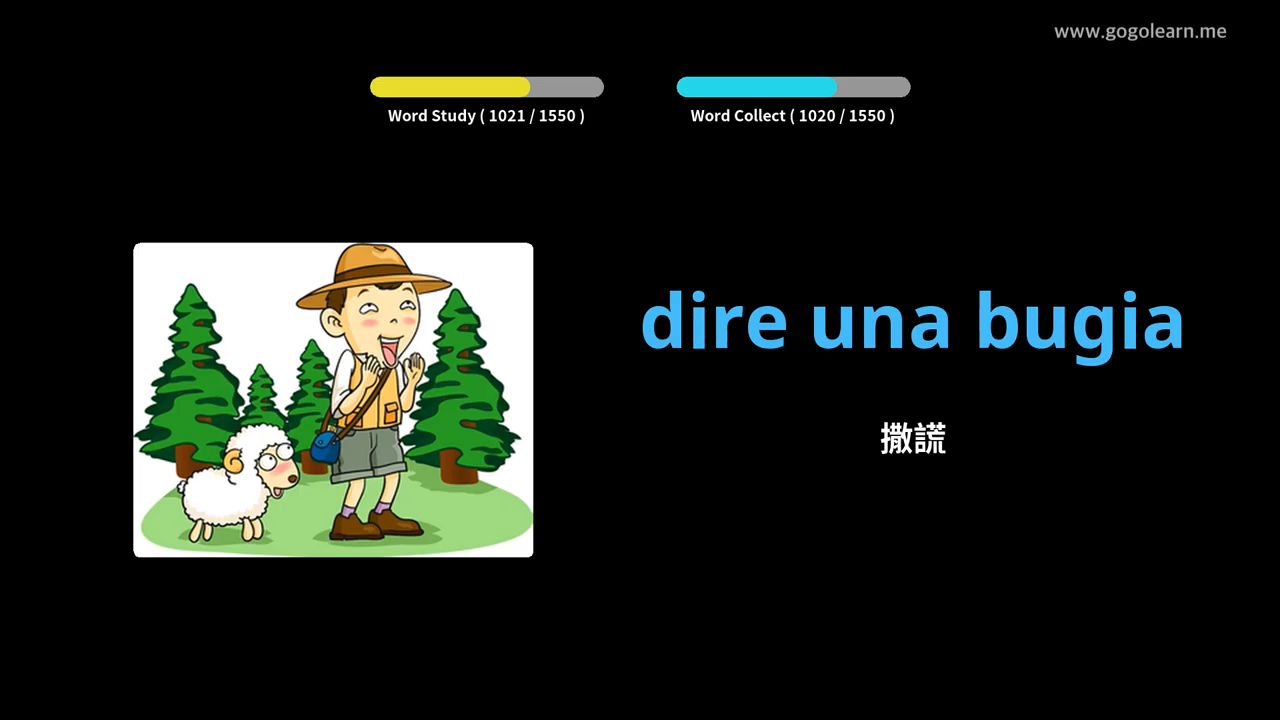 www.gogolearn.me
Word Study ( 1021 / 1550 )
Word Collect ( 1020 / 1550 )
dire una bugia
撒謊